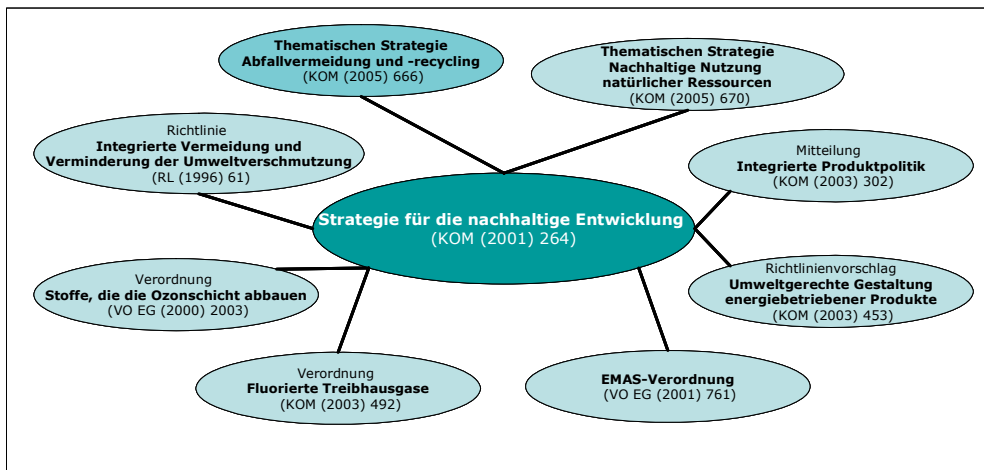 Thematischen Strategie
Abfallvermeidung und -recycling
(KOM (2005) 666)
Thematischen Strategie
Nachhaltige Nutzung
natürlicher Ressourcen
(KOM (2005) 670)
Richtlinie
Integrierte Vermeidung und
Verminderung der Umweltverschmutzung
(RL (1996) 61)
Mitteilung
Integrierte Produktpolitik
(KOM (2003) 302)
Strategie für die nachhaltige Entwicklung
(KOM (2001) 264)
Verordnung
Stoffe, die die Ozonschicht abbauen
(VO EG (2000) 2003)
Richtlinienvorschlag
Umweltgerechte Gestaltung
energiebetriebener Produkte
(KOM (2003) 453)
Verordnung
Fluorierte Treibhausgase
(KOM (2003) 492)
EMAS-Verordnung
(VO EG (2001) 761)